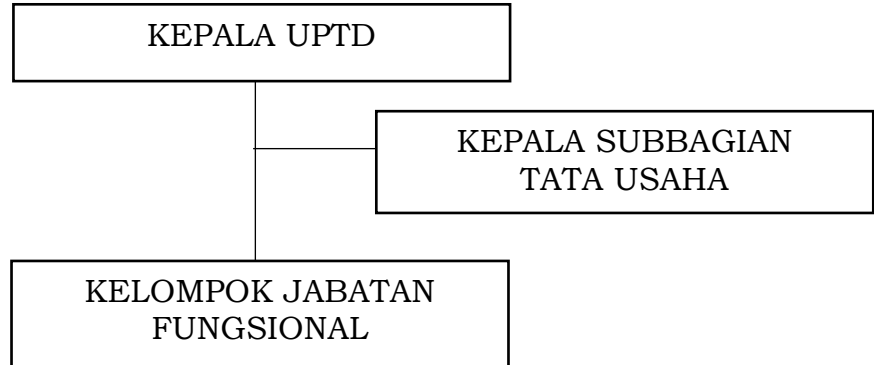 KEPALA UPTD
KEPALA SUBBAGIAN
TATA USAHA
KELOMPOK JABATAN
FUNGSIONAL